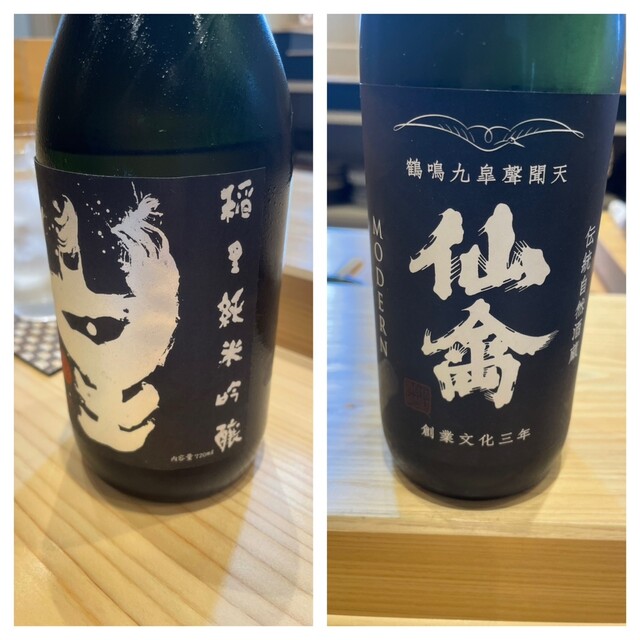 稲里純米吟醸
内容量720ml
鶴鳴九皐聲聞天
MODERN
仙禽
伝統自然酒蔵
創業文化三年